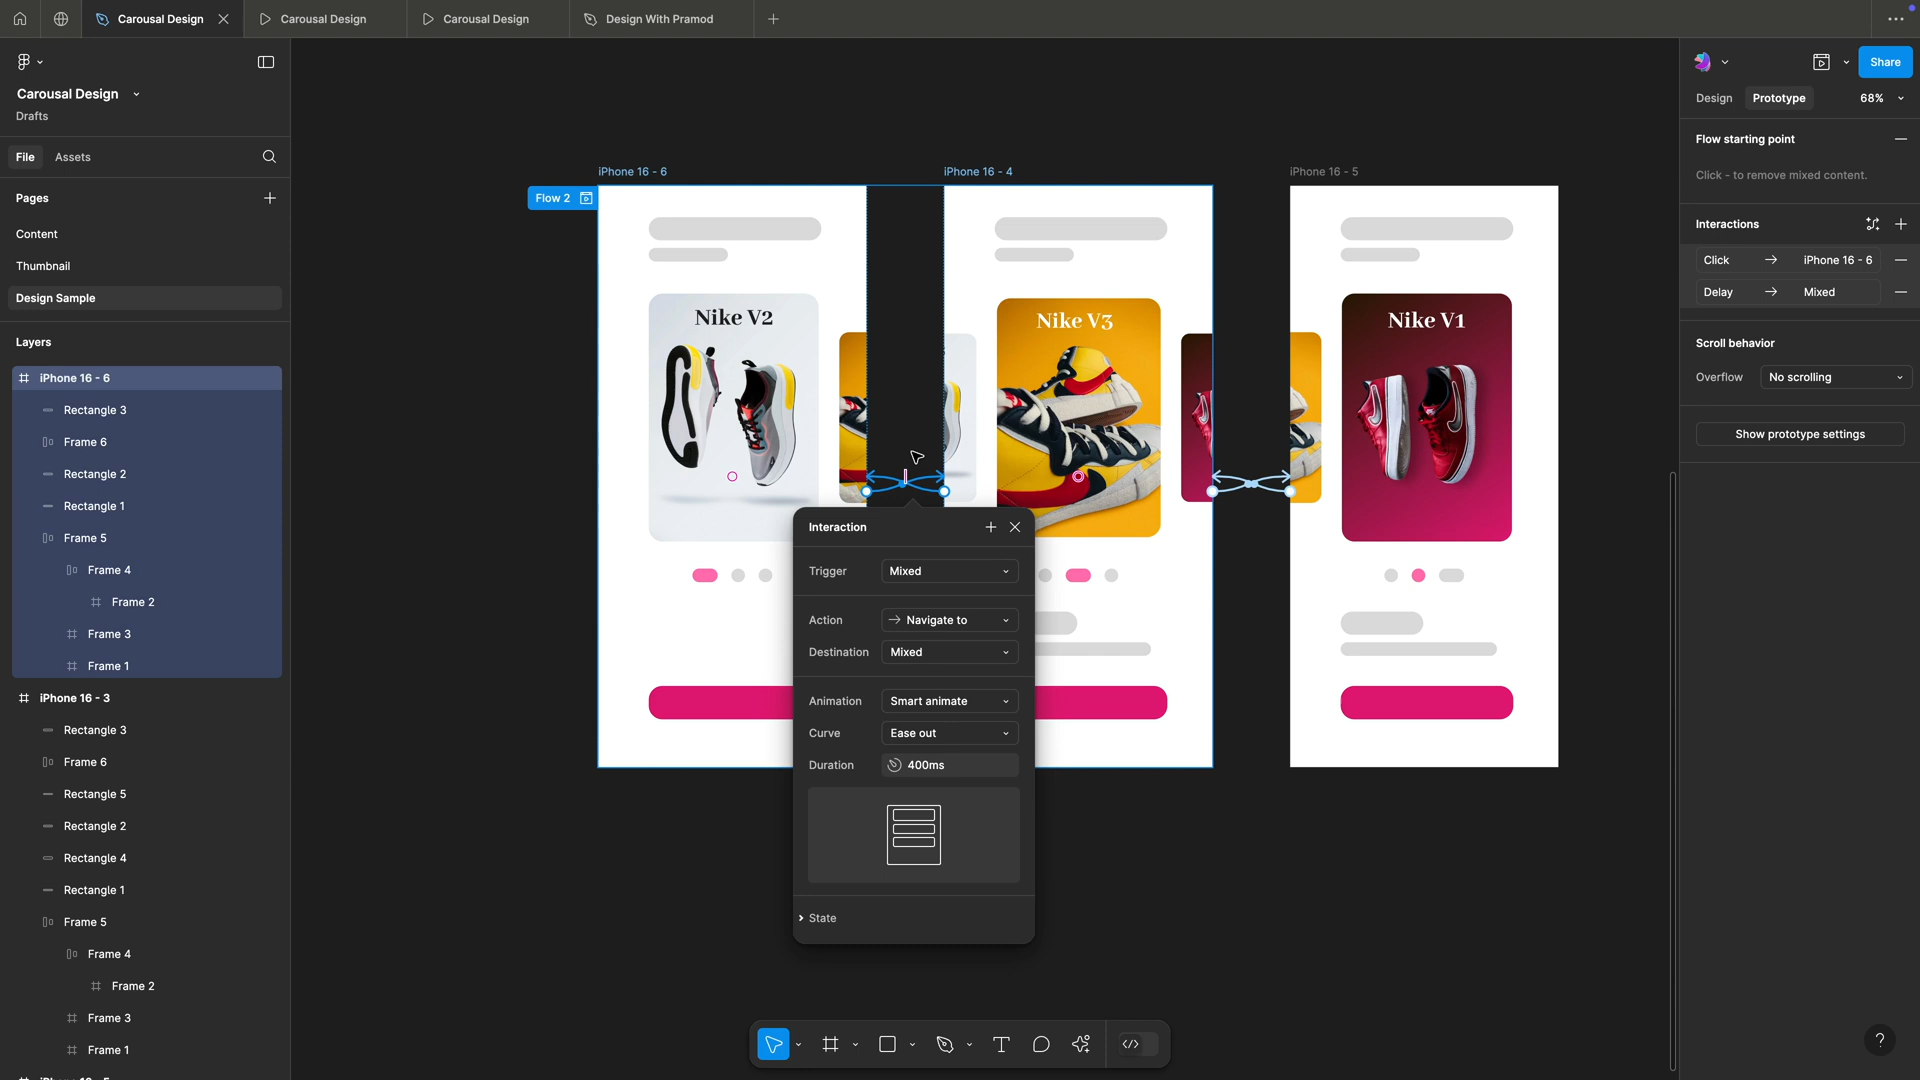 Carousal Design
Carousal Design
Carousal Design
Design With Pramod
Carousal Design
Drafts
File
Assets
Pages
Content
Thumbnail
Design Sample
Layers
iPhone 16 - 6
Rectangle 3
Frame 6
Rectangle 2
Rectangle 1
Frame 5
Frame 4
Frame 2
Frame 3
Frame 1
iPhone 16 - 3
Rectangle 3
Frame 6
Rectangle 5
Rectangle 2
Rectangle 4
Rectangle 1
Frame 5
Frame 4
Frame 2
Frame 3
Frame 1
iPhone 16 - 6
iPhone 16 - 4
iPhone 16 - 5
Flow 2
Nike V2
Nike V3
Nike V1
Interaction
Trigger
Mixed
Action
Navigate to
Destination
Mixed
Animation
Smart animate
Curve
Ease out
Duration
400ms
State
Share
Design
Prototype
68%
Flow starting point
Click - to remove mixed content.
Interactions
Click
iPhone 16 - 6
Delay
Mixed
Scroll behavior
Overflow
No scrolling
Show prototype settings
?